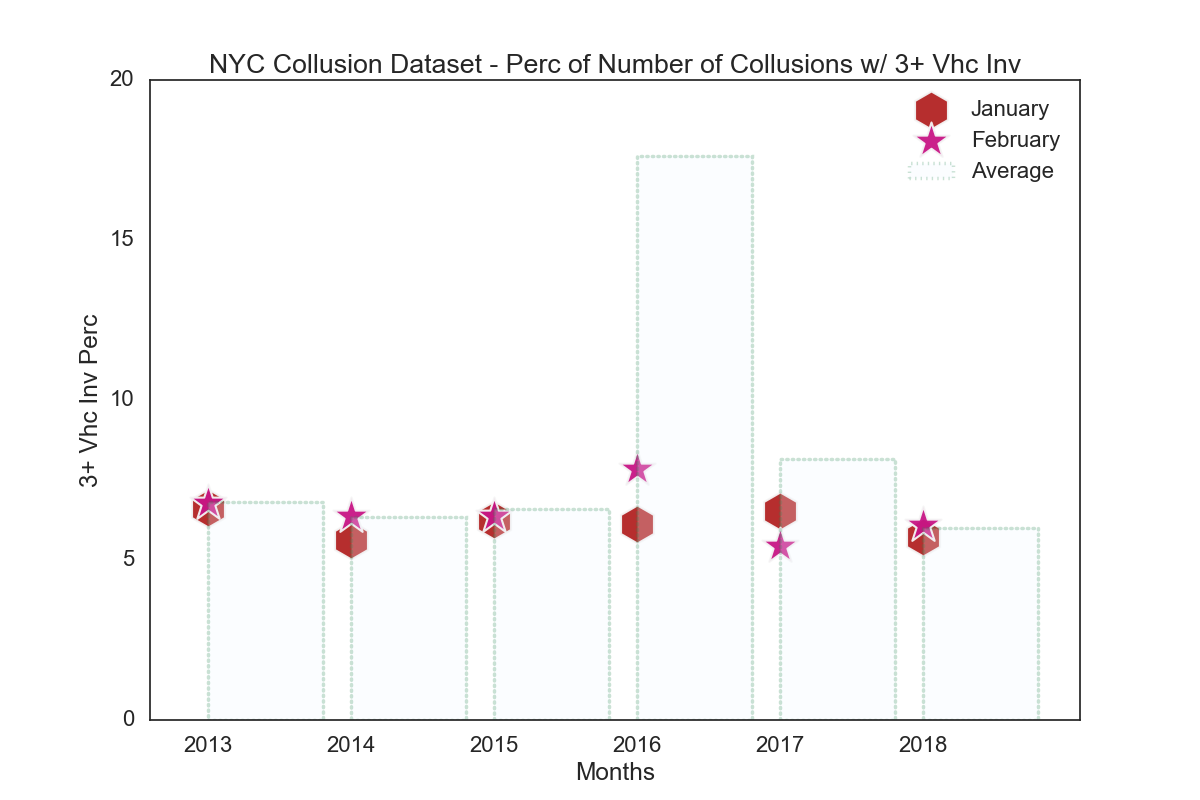 NYC Collusion Dataset - Perc of Number of Collusions w/ 3+ Vhc Inv
20
15
10
5
0
3+ Vhc Inv Perc
January
February
Average
2013 2014 2015 2016 2017 2018
Months